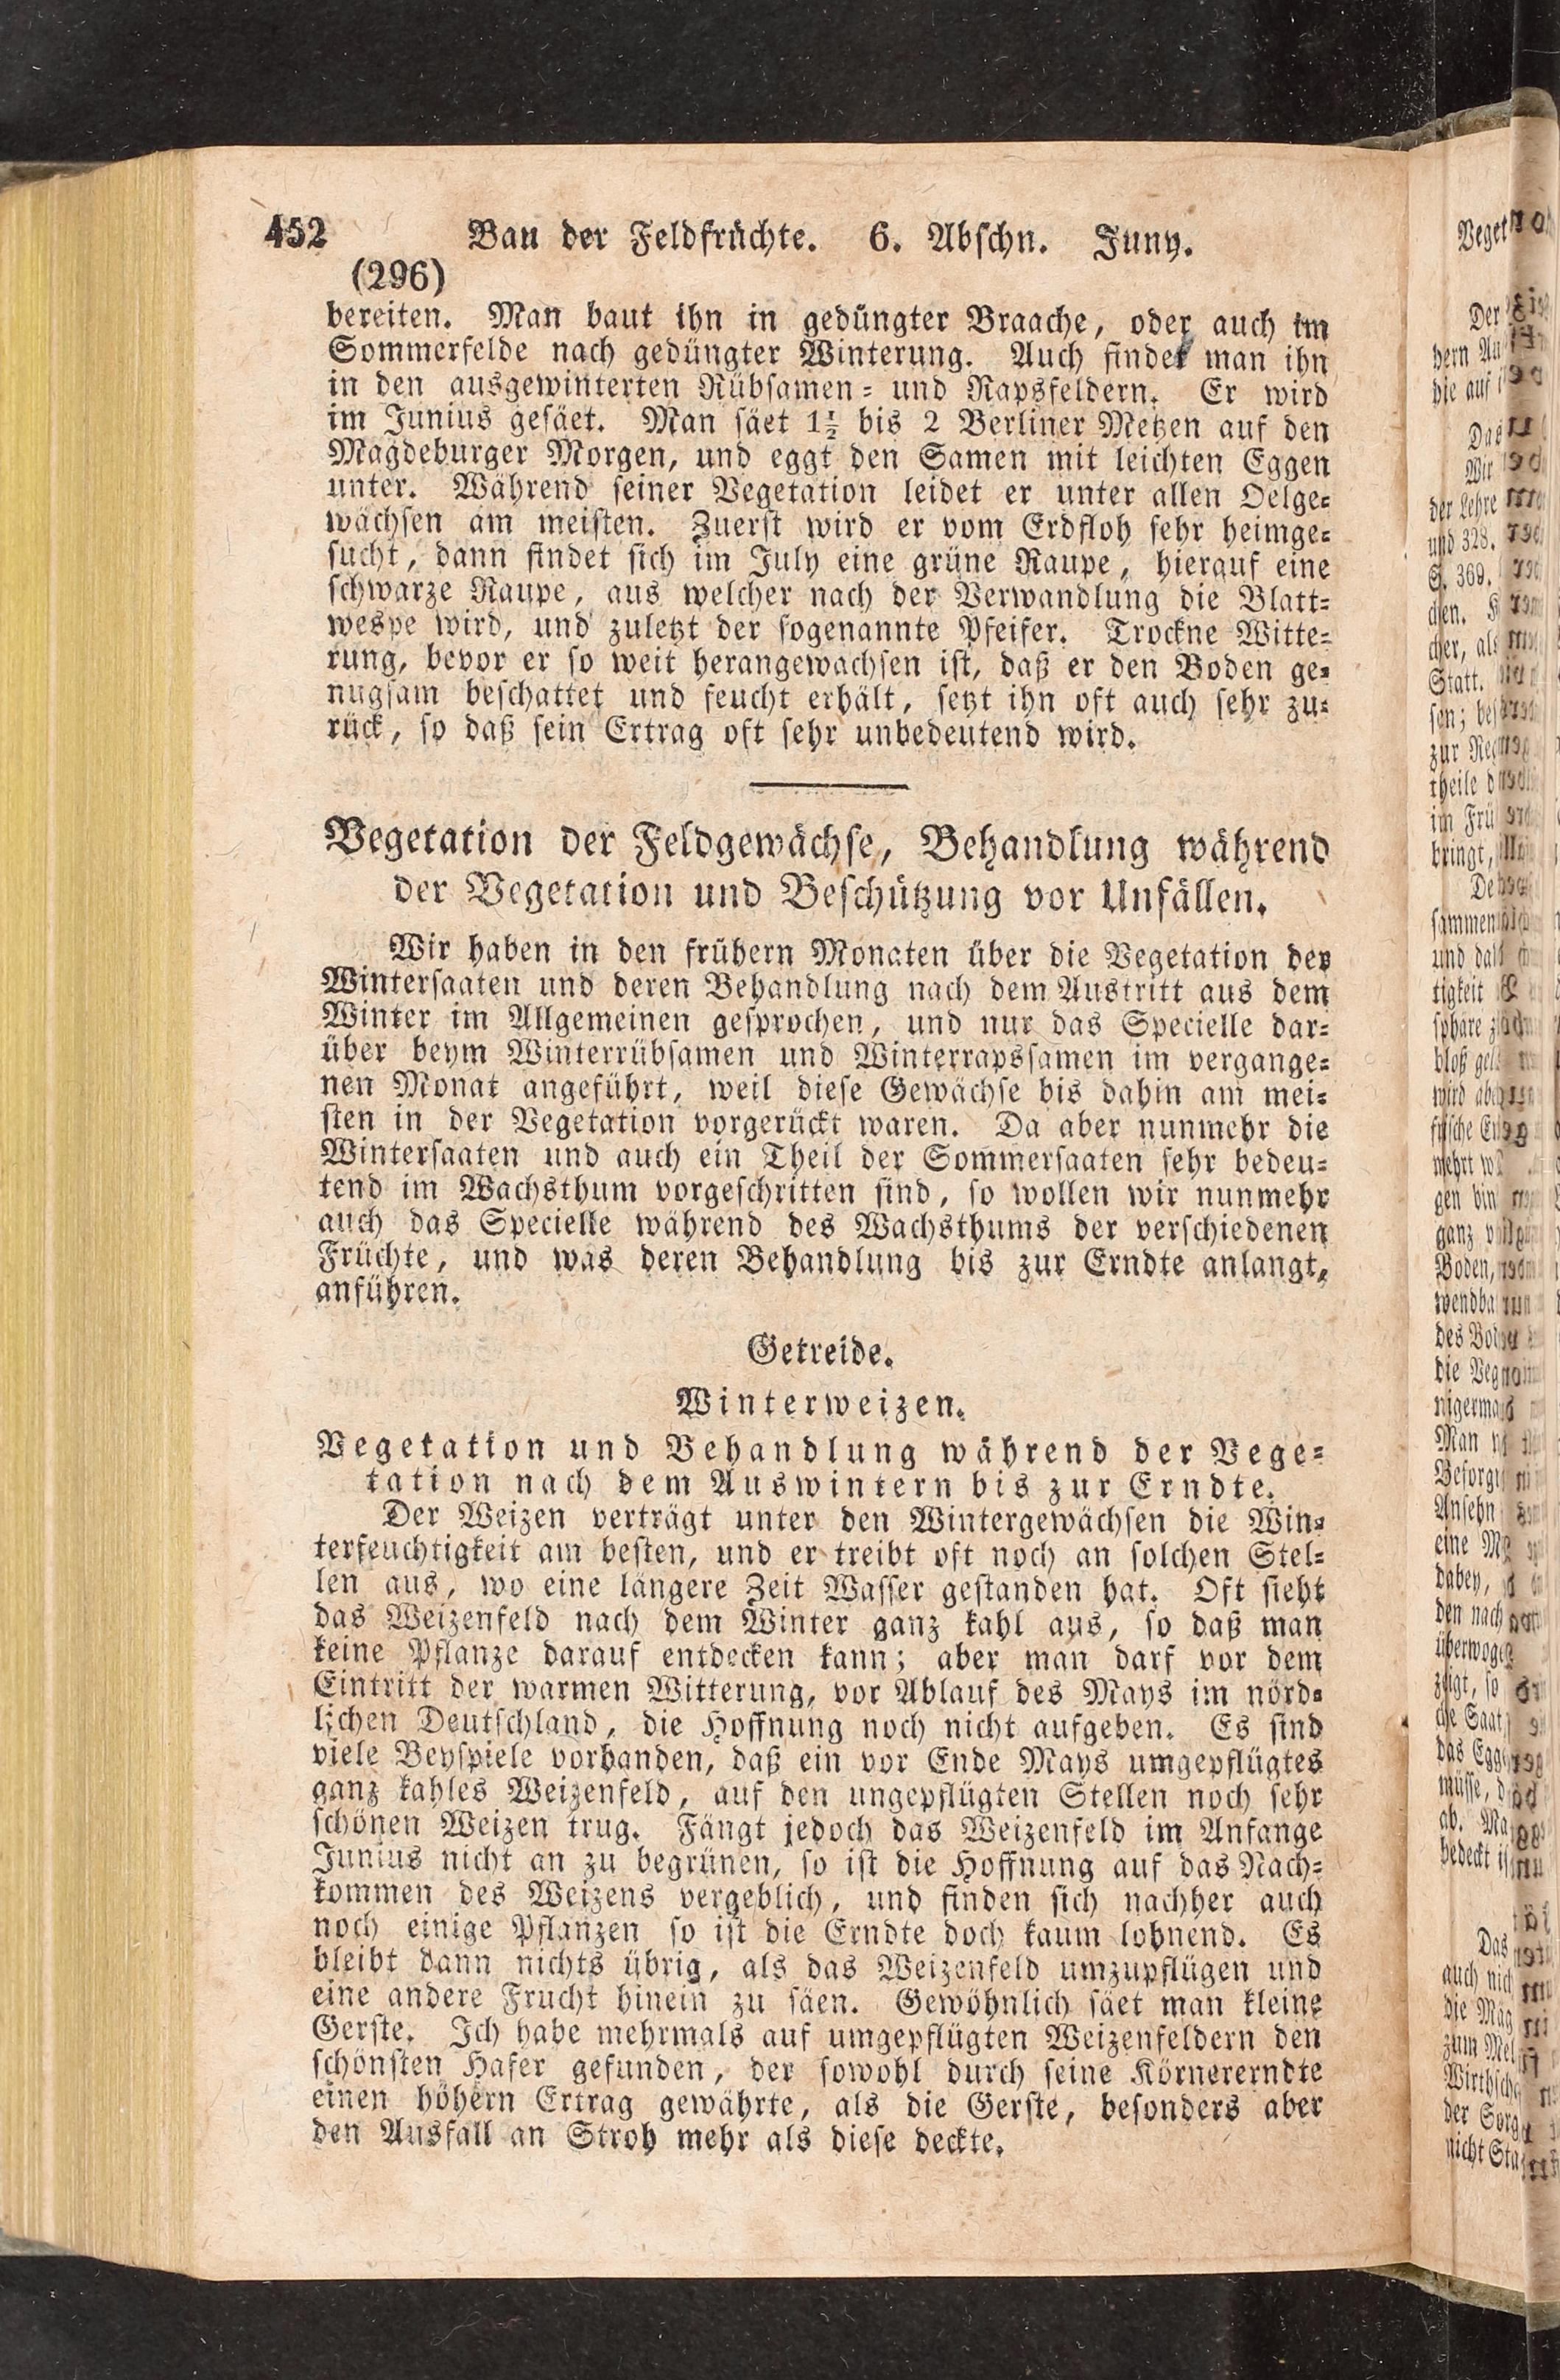 452 Bau der Feldfrüchte. 6. Abschn. Juny.
(296)
bereiten. Man baut ihn in gedüngter Braache, oder auch im
Sommerfelde nach gedüngter Winterung. Auch findet man ihn
in den ausgewinterten Rübsamen- und Rapsfeldern. Er wird
im Junius gesäet. Man säet 1½ bis 2 Berliner Metzen auf den
Magdeburger Morgen, und eggt den Samen mit leichten Eggen
unter. Während seiner Vegetation leidet er unter allen Oelge-
wächsen am meisten. Zuerst wird er vom Erdfloh sehr heimge-
sucht, dann findet sich im July eine grüne Raupe, hierauf eine
schwarze Raupe, aus welcher nach der Verwandlung die Blatt-
wespe wird, und zuletzt der sogenannte Pfeifer. Trockne Witte-
rung, bevor er so weit herangewachsen ist, daß er den Boden ge-
nugsam beschattet und feucht erhält, setzt ihn oft auch sehr zu-
rück, so daß sein Ertrag oft sehr unbedeutend wird.
Vegetation der Feldgewächse, Behandlung während
der Vegetation und Beschützung vor Unfällen.
Wir haben in den frühern Monaten über die Vegetation der
Wintersaaten und deren Behandlung nach dem Austritt aus dem
Winter im Allgemeinen gesprochen, und nur das Specielle dar-
über beym Winterrübsamen und Winterrapssamen im vergange-
nen Monat angeführt, weil diese Gewächse bis dahin am mei-
sten in der Vegetation vorgerückt waren. Da aber nunmehr die
Wintersaaten und auch ein Theil der Sommersaaten sehr bedeu-
tend im Wachsthum vorgeschritten sind, so wollen wir nunmehr
auch das Specielle während des Wachsthums der verschiedenen
Früchte, und was deren Behandlung bis zur Erndte anlangt,
anführen.
Getreide.
Winterweizen.
Vegetation und Behandlung während der Vege-
tation nach dem Auswintern bis zur Erndte.
Der Weizen verträgt unter den Wintergewächsen die Win-
terfeuchtigkeit am besten, und er treibt oft noch an solchen Stel-
len aus, wo eine längere Zeit Wasser gestanden hat. Oft sieht
das Weizenfeld nach dem Winter ganz kahl aus, so daß man
keine Pflanze darauf entdecken kann; aber man darf vor dem
Eintritt der warmen Witterung, vor Ablauf des Mays im nörd-
lichen Deutschland, die Hoffnung noch nicht aufgeben. Es sind
viele Beyspiele vorhanden, daß ein vor Ende Mays umgepflügtes
ganz kahles Weizenfeld, auf den ungepflügten Stellen noch sehr
schönen Weizen trug. Fängt jedoch das Weizenfeld im Anfange
Junius nicht an zu begrünen, so ist die Hoffnung auf das Nach-
kommen des Weizens vergeblich, und finden sich nachher auch
noch einige Pflanzen so ist die Erndte doch kaum lohnend. Es
bleibt dann nichts übrig, als das Weizenfeld umzupflügen und
eine andere Frucht hinein zu säen. Gewöhnlich säet man kleine
Gerste. Ich habe mehrmals auf umgepflügten Weizenfeldern den
schönsten Hafer gefunden, der sowohl durch seine Körnererndte
einen höhern Ertrag gewährte, als die Gerste, besonders aber
den Ausfall an Stroh mehr als diese deckte.